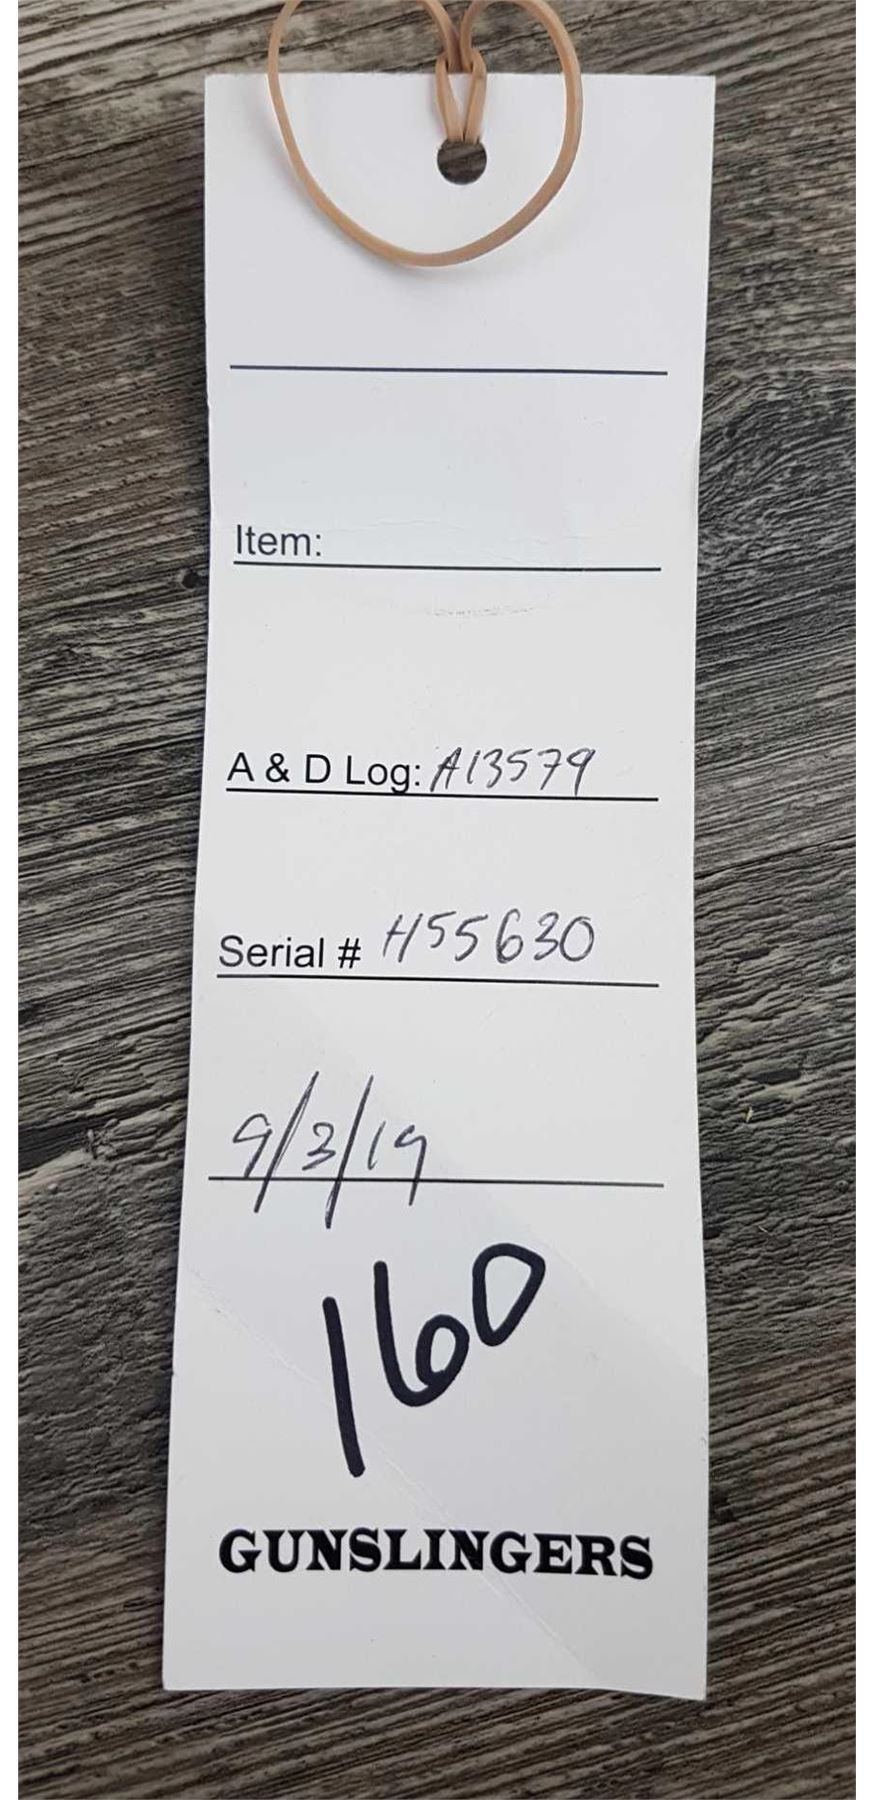 Item:
A & D Log: A13579
Serial # H55630
9/3/19
160
GUNSLINGERS